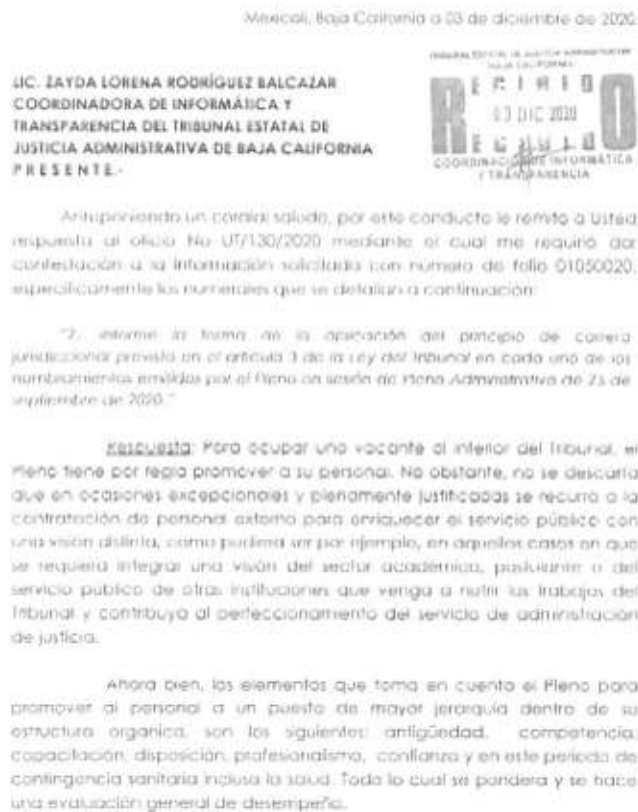 Mexicali, Baja California a 03 de diciembre de 2020.
TRIBUNAL ESTATAL DE JUSTICIA ADMINISTRATIVA
BAJA CALIFORNIA
RECIBIDO
03 DIC 2020
RECIBIDO
COORDINACIÓN DE INFORMÁTICA
Y TRANSPARENCIA
LIC. ZAYDA LORENA RODRÍGUEZ BALCAZAR
COORDINADORA DE INFORMÁTICA Y
TRANSPARENCIA DEL TRIBUNAL ESTATAL DE
JUSTICIA ADMINISTRATIVA DE BAJA CALIFORNIA
P R E S E N T E.-
Anteponiendo un cordial saludo, por este conducto le remito a Usted
respuesta al oficio No UT/130/2020 mediante el cual me requirió dar
contestación a la información solicitada con número de folio 01050020,
específicamente los numerales que se detallan a continuación:
"2.- Informe la forma de la aplicación del principio de carrera
jurisdiccional prevista en el artículo 3 de la Ley del Tribunal en cada uno de los
nombramientos emitidos por el Pleno en sesión de Pleno Administrativo de 23 de
septiembre de 2020."
Respuesta: Para ocupar una vacante al interior del Tribunal, el
Pleno tiene por regla promover a su personal. No obstante, no se descarta
que en ocasiones excepcionales y plenamente justificadas se recurra a la
contratación de personal externo para enriquecer el servicio público con
una visión distinta, como pudiera ser por ejemplo, en aquellos casos en que
se requiera integrar una visión del sector académico, postulante o del
servicio público de otras instituciones que venga a nutrir los trabajos del
Tribunal y contribuya al perfeccionamiento del servicio de administración
de justicia.
Ahora bien, los elementos que toma en cuenta el Pleno para
promover al personal a un puesto de mayor jerarquía dentro de su
estructura orgánica, son los siguientes: antigüedad, competencia,
capacitación, disposición, profesionalismo, confianza y en este periodo de
contingencia sanitaria incluso la salud. Todo lo cual se pondera y se hace
una evaluación general de desempeño.